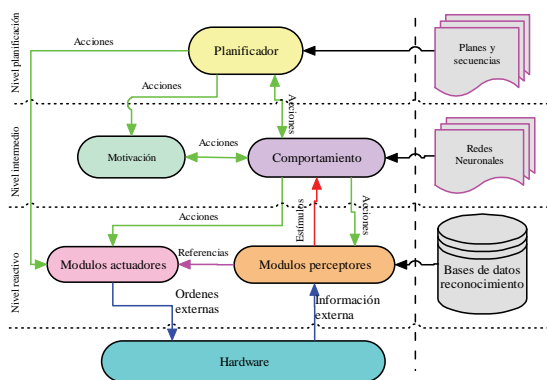 Nivel planificación
Acciones
Planificador
Planes y
secuencias
Acciones
Acciones
Nivel intermedio
Motivación
Acciones
Comportamiento
Redes
Neuronales
Acciones
Estímulos
Acciones
Nivel reactivo
Modulos actuadores
Referencias
Modulos perceptores
Bases de datos
reconocimiento
Ordenes
externas
Información
externa
Hardware